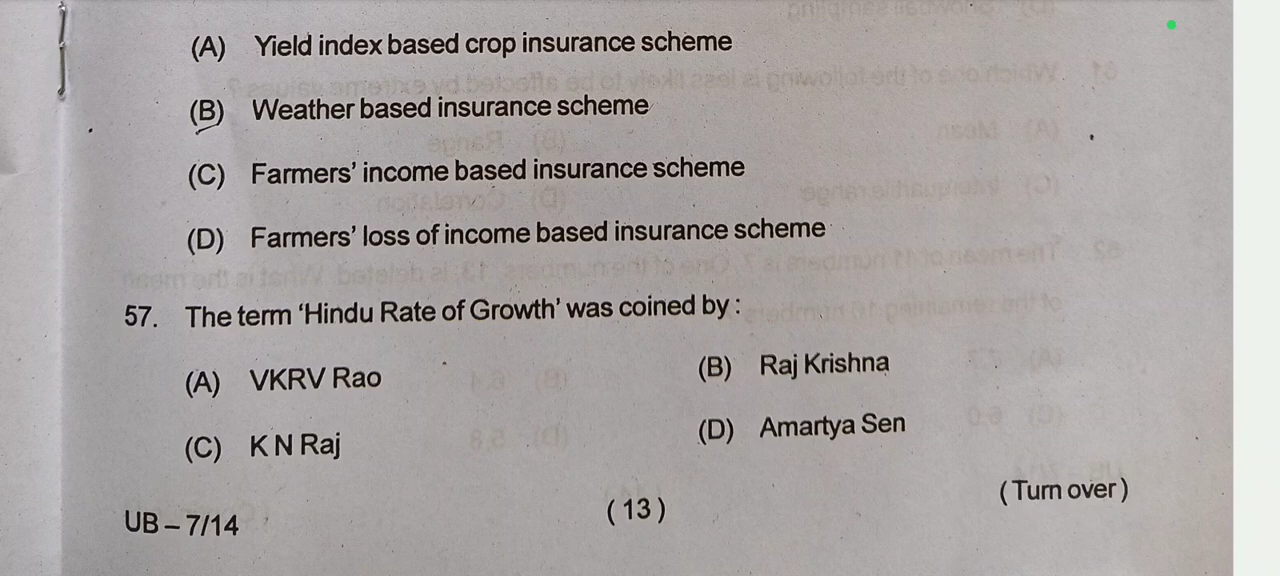 (A) Yield index based crop insurance scheme
(B) Weather based insurance scheme
(C) Farmers' income based insurance scheme
(D) Farmers' loss of income based insurance scheme
57. The term 'Hindu Rate of Growth' was coined by :
(A) VKRV Rao (B) Raj Krishna
(C) K N Raj (D) Amartya Sen
UB – 7/14 ( 13 ) ( Turn over )